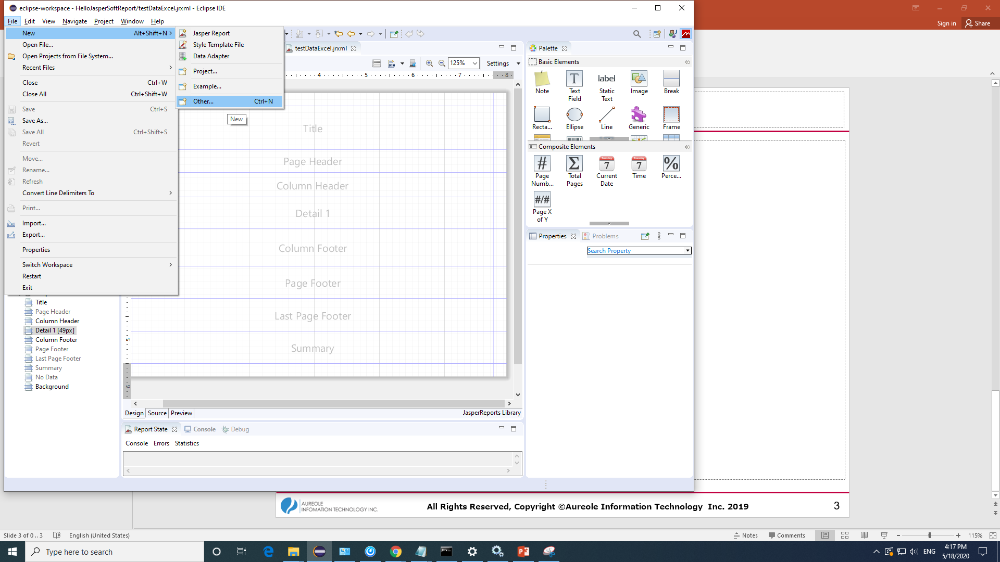 eclipse-workspace - HelloJasperSoftReport/testDataExcel.jrxml - Eclipse IDE
File Edit View Navigate Project Window Help
Sign in Share
New Alt+Shift+N
Open File...
Open Projects from File System...
Recent Files
Close Ctrl+W
Close All Ctrl+Shift+W
Save Ctrl+S
Save As...
Save All Ctrl+Shift+S
Revert
Move...
Rename...
Refresh
Convert Line Delimiters To
Print...
Import...
Export...
Properties
Switch Workspace
Restart
Exit
Jasper Report
Style Template File
Data Adapter
Project...
Example...
Other... Ctrl+N
New
testDataExcel.jrxml
125% Settings
4 5 6 7 8
Title
Page Header
Column Header
Detail 1
Column Footer
Page Footer
Last Page Footer
Summary
5
6
Title
Page Header
Column Header
Detail 1 [49px]
Column Footer
Page Footer
Last Page Footer
Summary
No Data
Background
Design Source Preview JasperReports Library
Report State Console Debug
Console Errors Statistics
Palette
Basic Elements
Note
Text Field
label
Static Text
Image
Break
Recta...
Ellipse
Line
Generic
Frame
Composite Elements
Page Numb...
Total Pages
Tuesday
7
Current Date
Tuesday
7
Time
Perce...
#/#
Page X of Y
Properties Problems
Search Property
AUREOLE
INFOMATION TECHNOLOGY INC.
All Rights Reserved, Copyright ©Aureole Information Technology Inc. 2019
3
Slide 3 of 0 .. 3 English (United States)
Notes Comments 115%
Type here to search
ENG
4:17 PM
5/18/2020